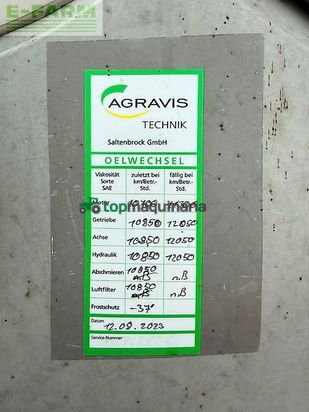 E-FARM
AGRAVIS
TECHNIK
Saltenbrock GmbH
OELWECHSEL
Viskosität zuletzt bei fällig bei
Sorte km/Betr.- km/Betr.-
SAE Std. Std.
Motor
topmaquinaria
Getriebe 10850 12050
Achse 10850 12050
Hydraulik 10850 12050
Abschmieren 10850 n.B
Luftfilter 10850 n.B
Frostschutz -37°
Datum 12.09.2023
Service-Nummer